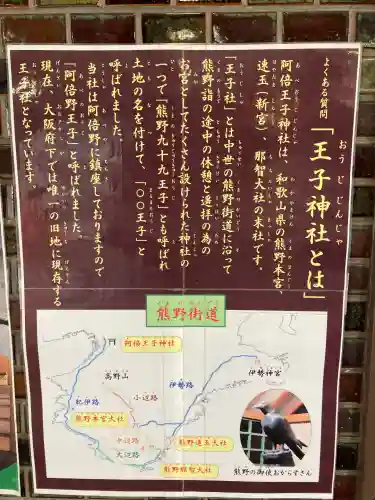 よくある質問
「王子神社とは」
阿倍王子神社は、和歌山県の熊野本宮、
速玉(新宮)、那智大社の末社です。
「王子社」とは中世の熊野街道に沿って
熊野詣の途中の休憩と遥拝の為の
お宮としてたくさん設けられた神社の
一つで『熊野九十九王子』とも呼ばれ
土地の名を付けて、「〇〇王子」と
呼ばれました。
当社は阿倍野に鎮座しておりますので
『阿倍野王子』と呼ばれました。
現在、大阪府下では唯一の旧地に現存する
王子社となっています。
熊野街道
阿倍王子神社
高野山
小辺路
伊勢路
伊勢神宮
紀伊路
熊野本宮大社
中辺路
大辺路
熊野速玉大社
熊野那智大社
熊野の御使おがらすさん